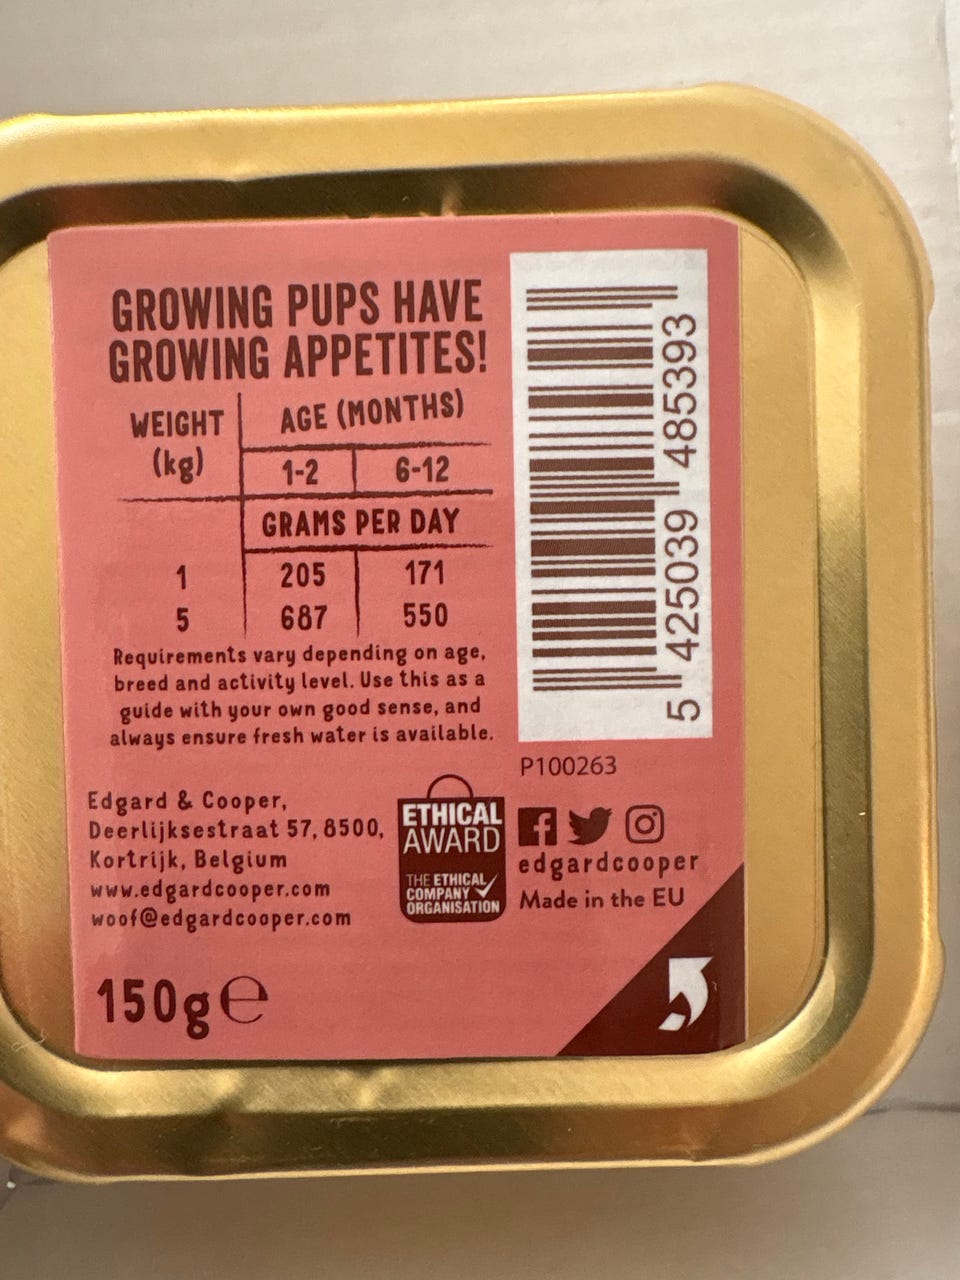 GROWING PUPS HAVE
GROWING APPETITES!
WEIGHT
(kg)
AGE (MONTHS)
1-2 6-12
GRAMS PER DAY
1 205 171
5 687 550
Requirements vary depending on age,
breed and activity level. Use this as a
guide with your own good sense, and
always ensure fresh water is available.
Edgard & Cooper,
Deerlijksestraat 57, 8500,
Kortrijk, Belgium
www.edgardcooper.com
woof@edgardcooper.com
150g℮
ETHICAL
AWARD
THE ETHICAL
COMPANY
ORGANISATION
5 425039 485393
P100263
edgardcooper
Made in the EU